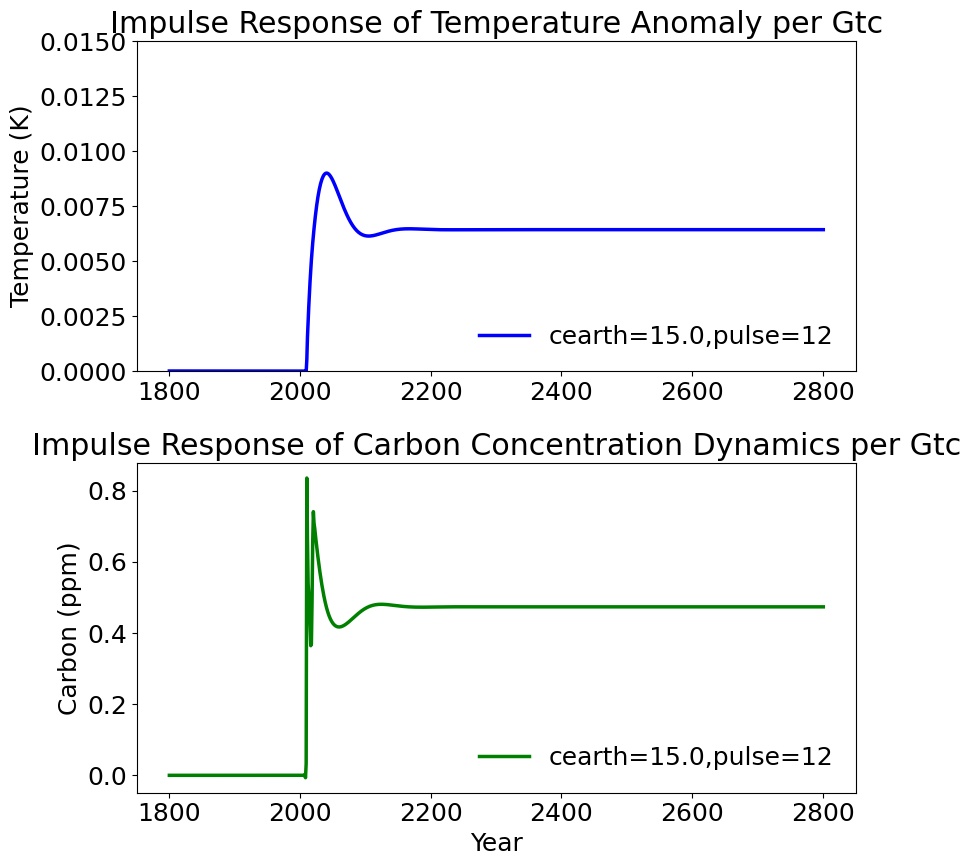 Impulse Response of Temperature Anomaly per Gtc
0.0150
0.0125
0.0100
0.0075
0.0050
0.0025
0.0000
Temperature (K)
cearth=15.0,pulse=12
1800 2000 2200 2400 2600 2800
Impulse Response of Carbon Concentration Dynamics per Gtc
0.8
0.6
0.4
0.2
0.0
Carbon (ppm)
cearth=15.0,pulse=12
1800 2000 2200 2400 2600 2800
Year